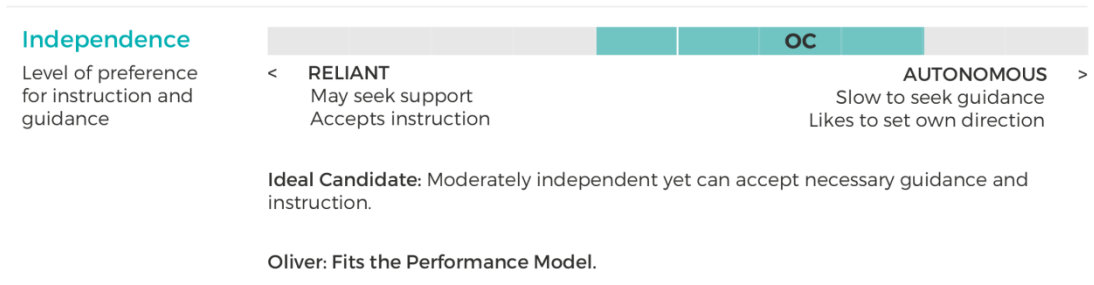 Independence
Level of preference
for instruction and
guidance
OC
< RELIANT
May seek support
Accepts instruction
AUTONOMOUS >
Slow to seek guidance
Likes to set own direction
Ideal Candidate: Moderately independent yet can accept necessary guidance and
instruction.
Oliver: Fits the Performance Model.